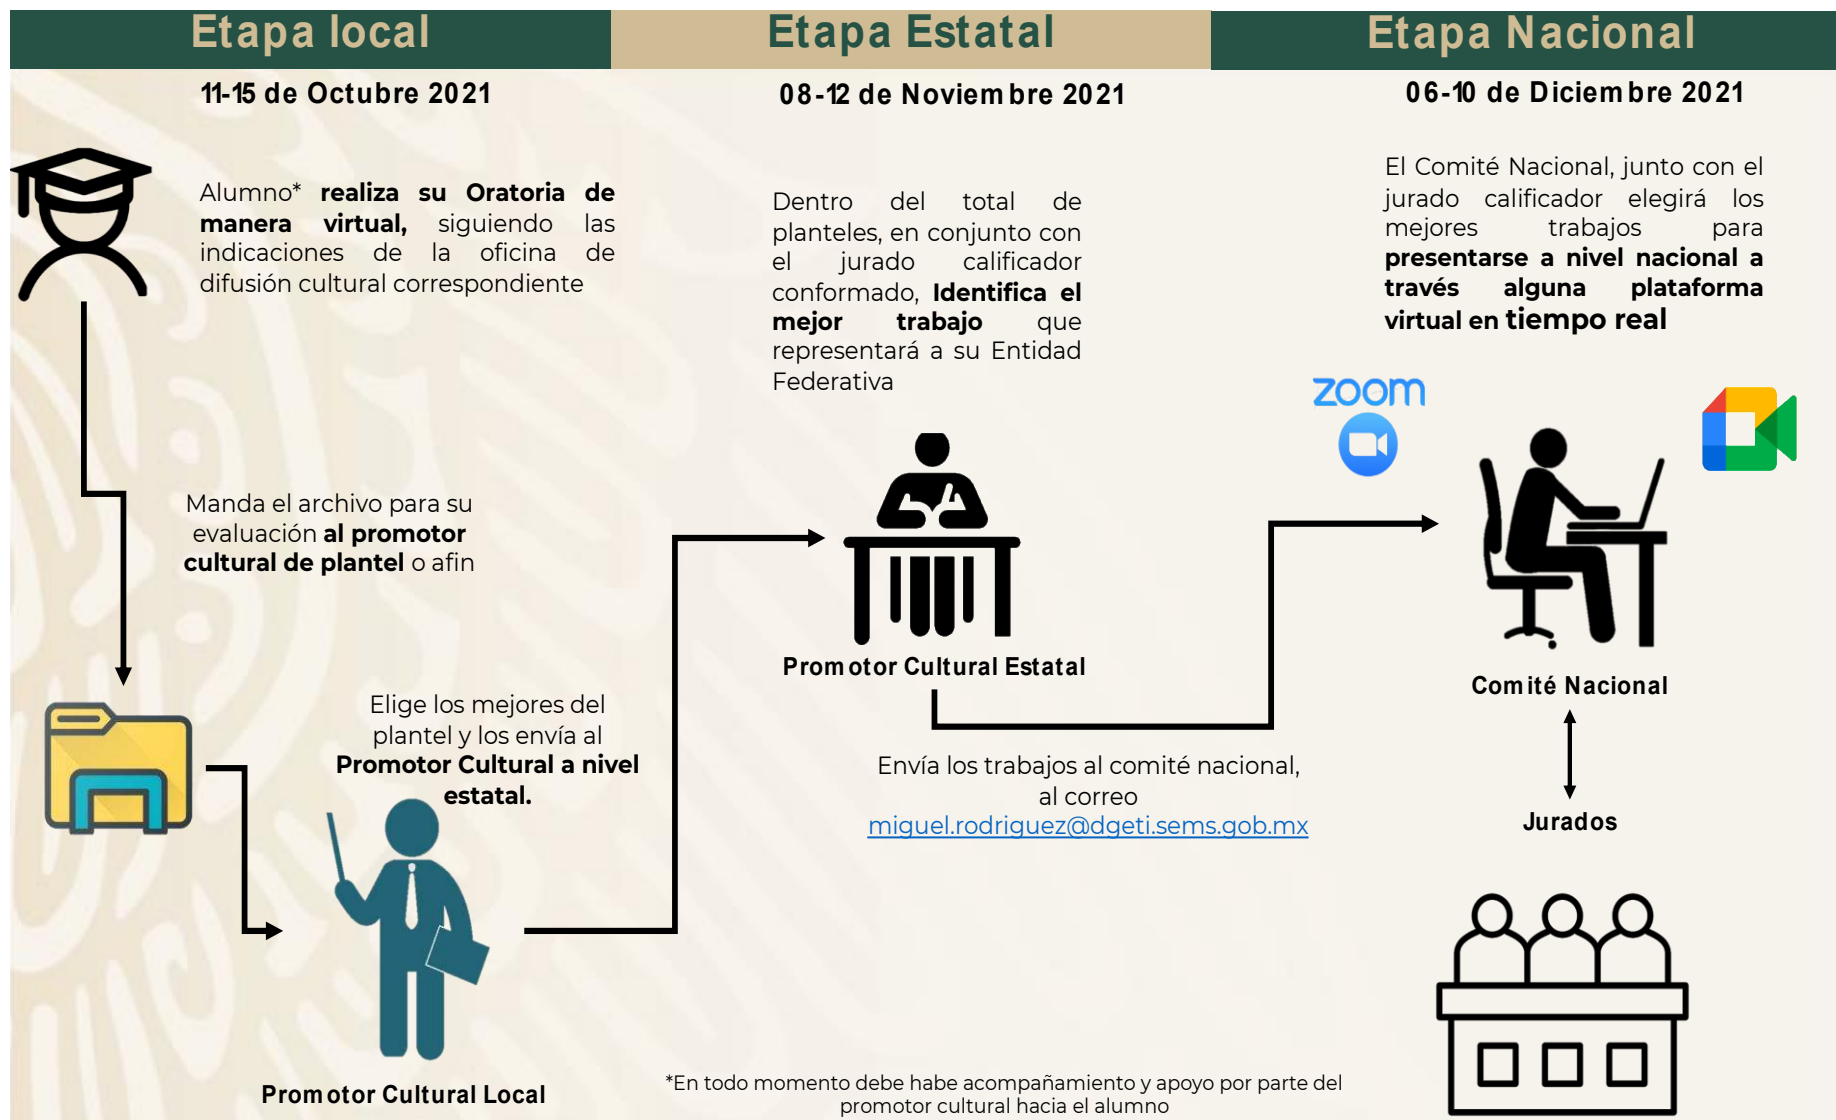 Etapa local
11-15 de Octubre 2021
Alumno* realiza su Oratoria de
manera virtual, siguiendo las
indicaciones de la oficina de
difusión cultural correspondiente
Manda el archivo para su
evaluación al promotor
cultural de plantel o afin
Elige los mejores del
plantel y los envía al
Promotor Cultural a nivel
estatal.
Promotor Cultural Local
Etapa Estatal
08-12 de Noviembre 2021
Dentro del total de
planteles, en conjunto con
el jurado calificador
conformado, Identifica el
mejor trabajo que
representará a su Entidad
Federativa
Promotor Cultural Estatal
Envía los trabajos al comité nacional,
al correo
miguel.rodriguez@dgeti.sems.gob.mx
Etapa Nacional
06-10 de Diciembre 2021
El Comité Nacional, junto con el
jurado calificador elegirá los
mejores trabajos para
presentarse a nivel nacional a
través alguna plataforma
virtual en tiempo real
zoom
Comité Nacional
Jurados
*En todo momento debe habe acompañamiento y apoyo por parte del
promotor cultural hacia el alumno